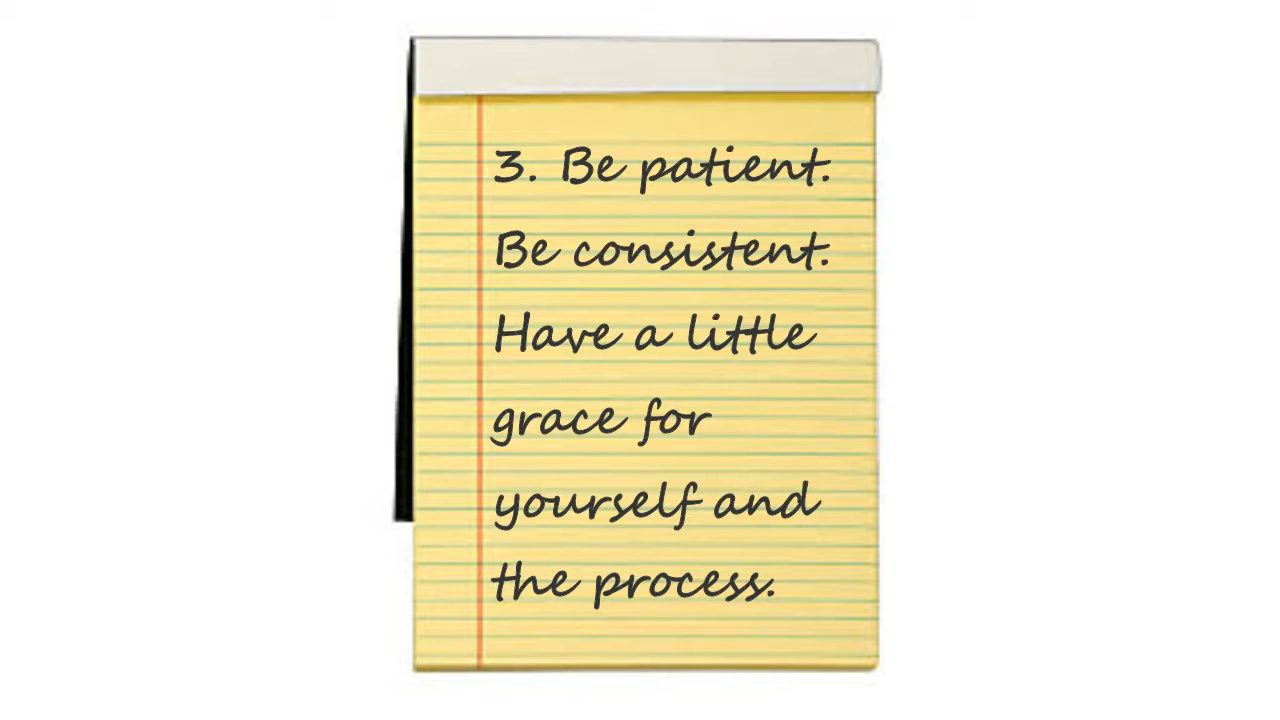 3. Be patient.
Be consistent.
Have a little
grace for
yourself and
the process.